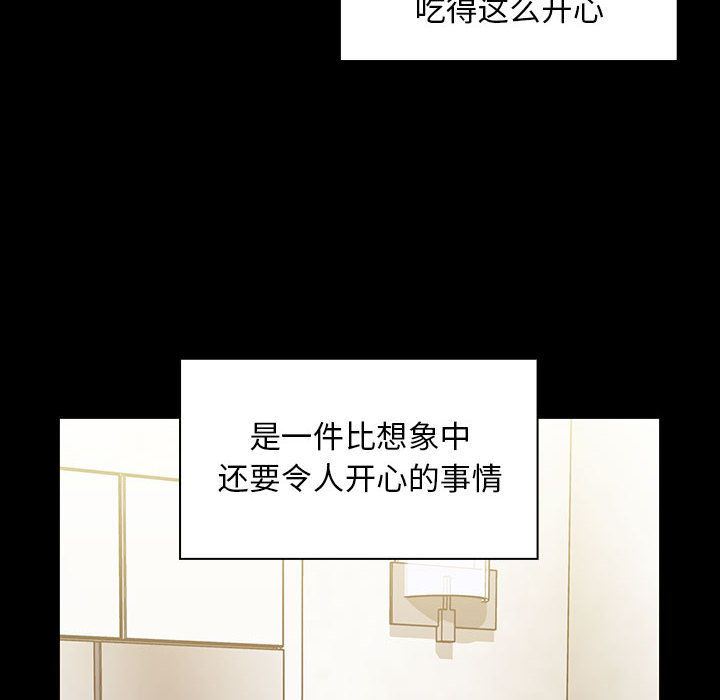 吃得这么开心
是一件比想象中
还要令人开心的事情